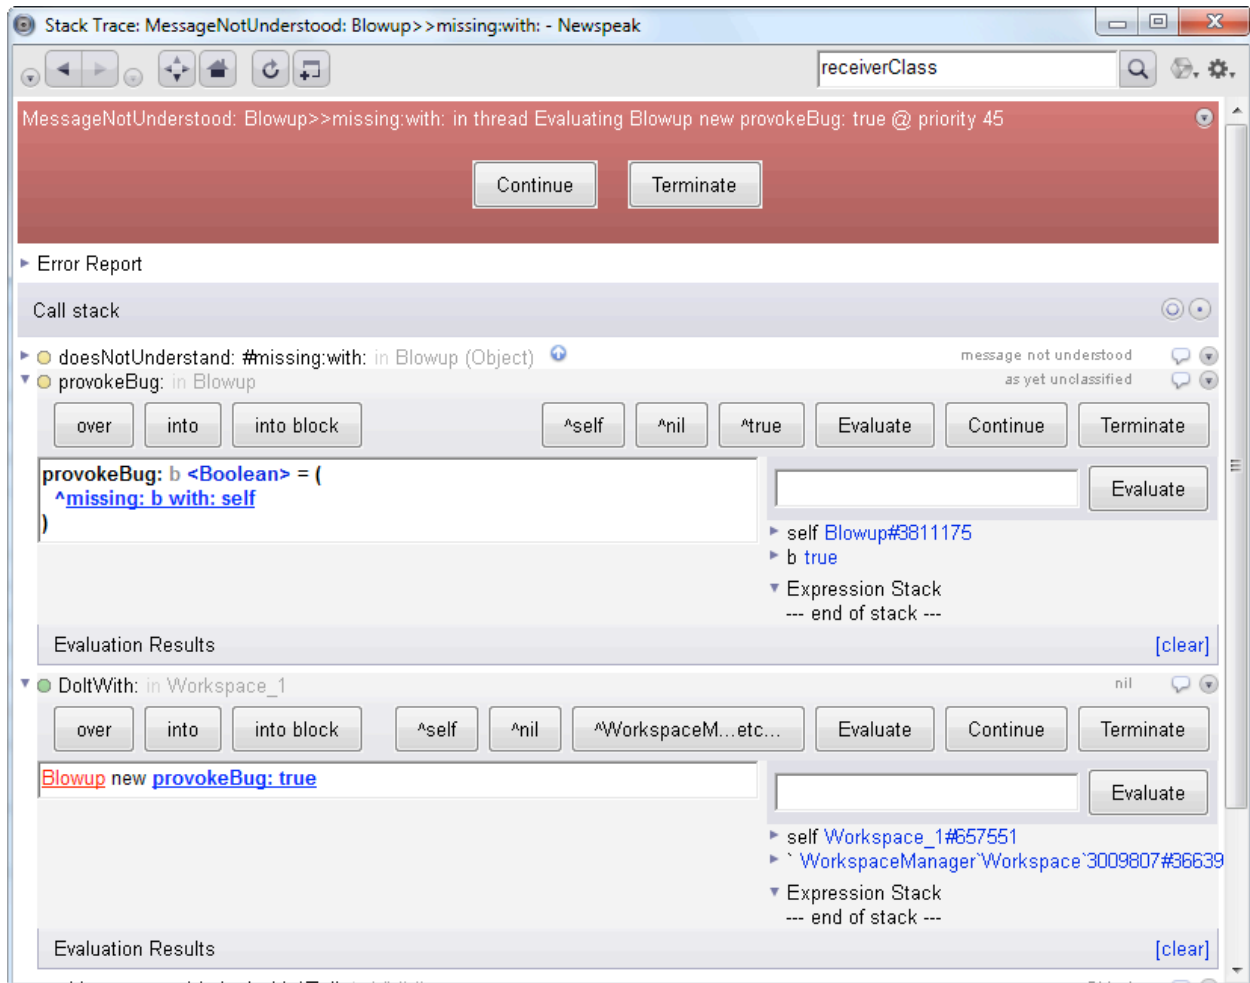 Stack Trace: MessageNotUnderstood: Blowup>>missing:with: - Newspeak
receiverClass
MessageNotUnderstood: Blowup>>missing:with: in thread Evaluating Blowup new provokeBug: true @ priority 45
Continue Terminate
Error Report
Call stack
doesNotUnderstand: #missing:with: in Blowup (Object) message not understood
provokeBug: in Blowup as yet unclassified
over into into block ^self ^nil ^true Evaluate Continue Terminate
provokeBug: b <Boolean> = (
^missing: b with: self
)
Evaluate
self Blowup#3811175
b true
Expression Stack
--- end of stack ---
Evaluation Results [clear]
DoItWith: in Workspace_1 nil
over into into block ^self ^nil ^WorkspaceM...etc... Evaluate Continue Terminate
Blowup new provokeBug: true
Evaluate
self Workspace_1#657551
` WorkspaceManager`Workspace`3009807#36639
Expression Stack
--- end of stack ---
Evaluation Results [clear]